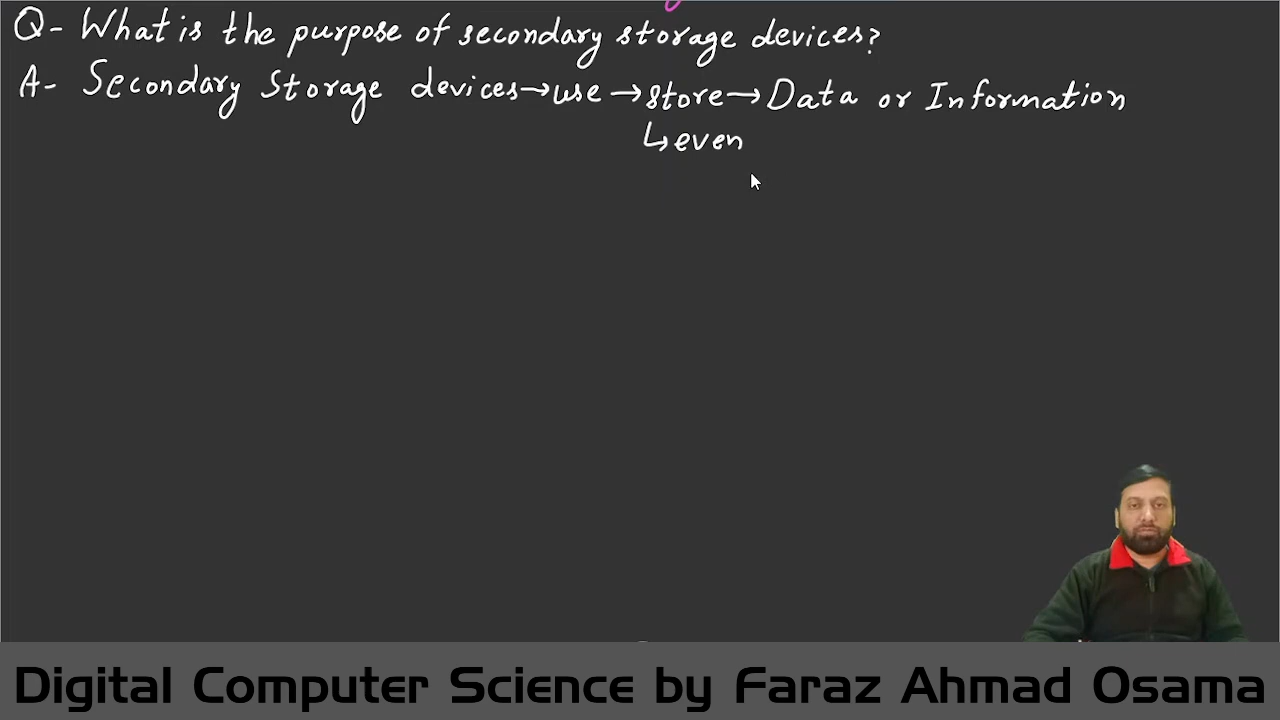 Q- What is the purpose of secondary storage devices?
A- Secondary Storage devices→use→store→Data or Information
↳even
Digital Computer Science by Faraz Ahmad Osama